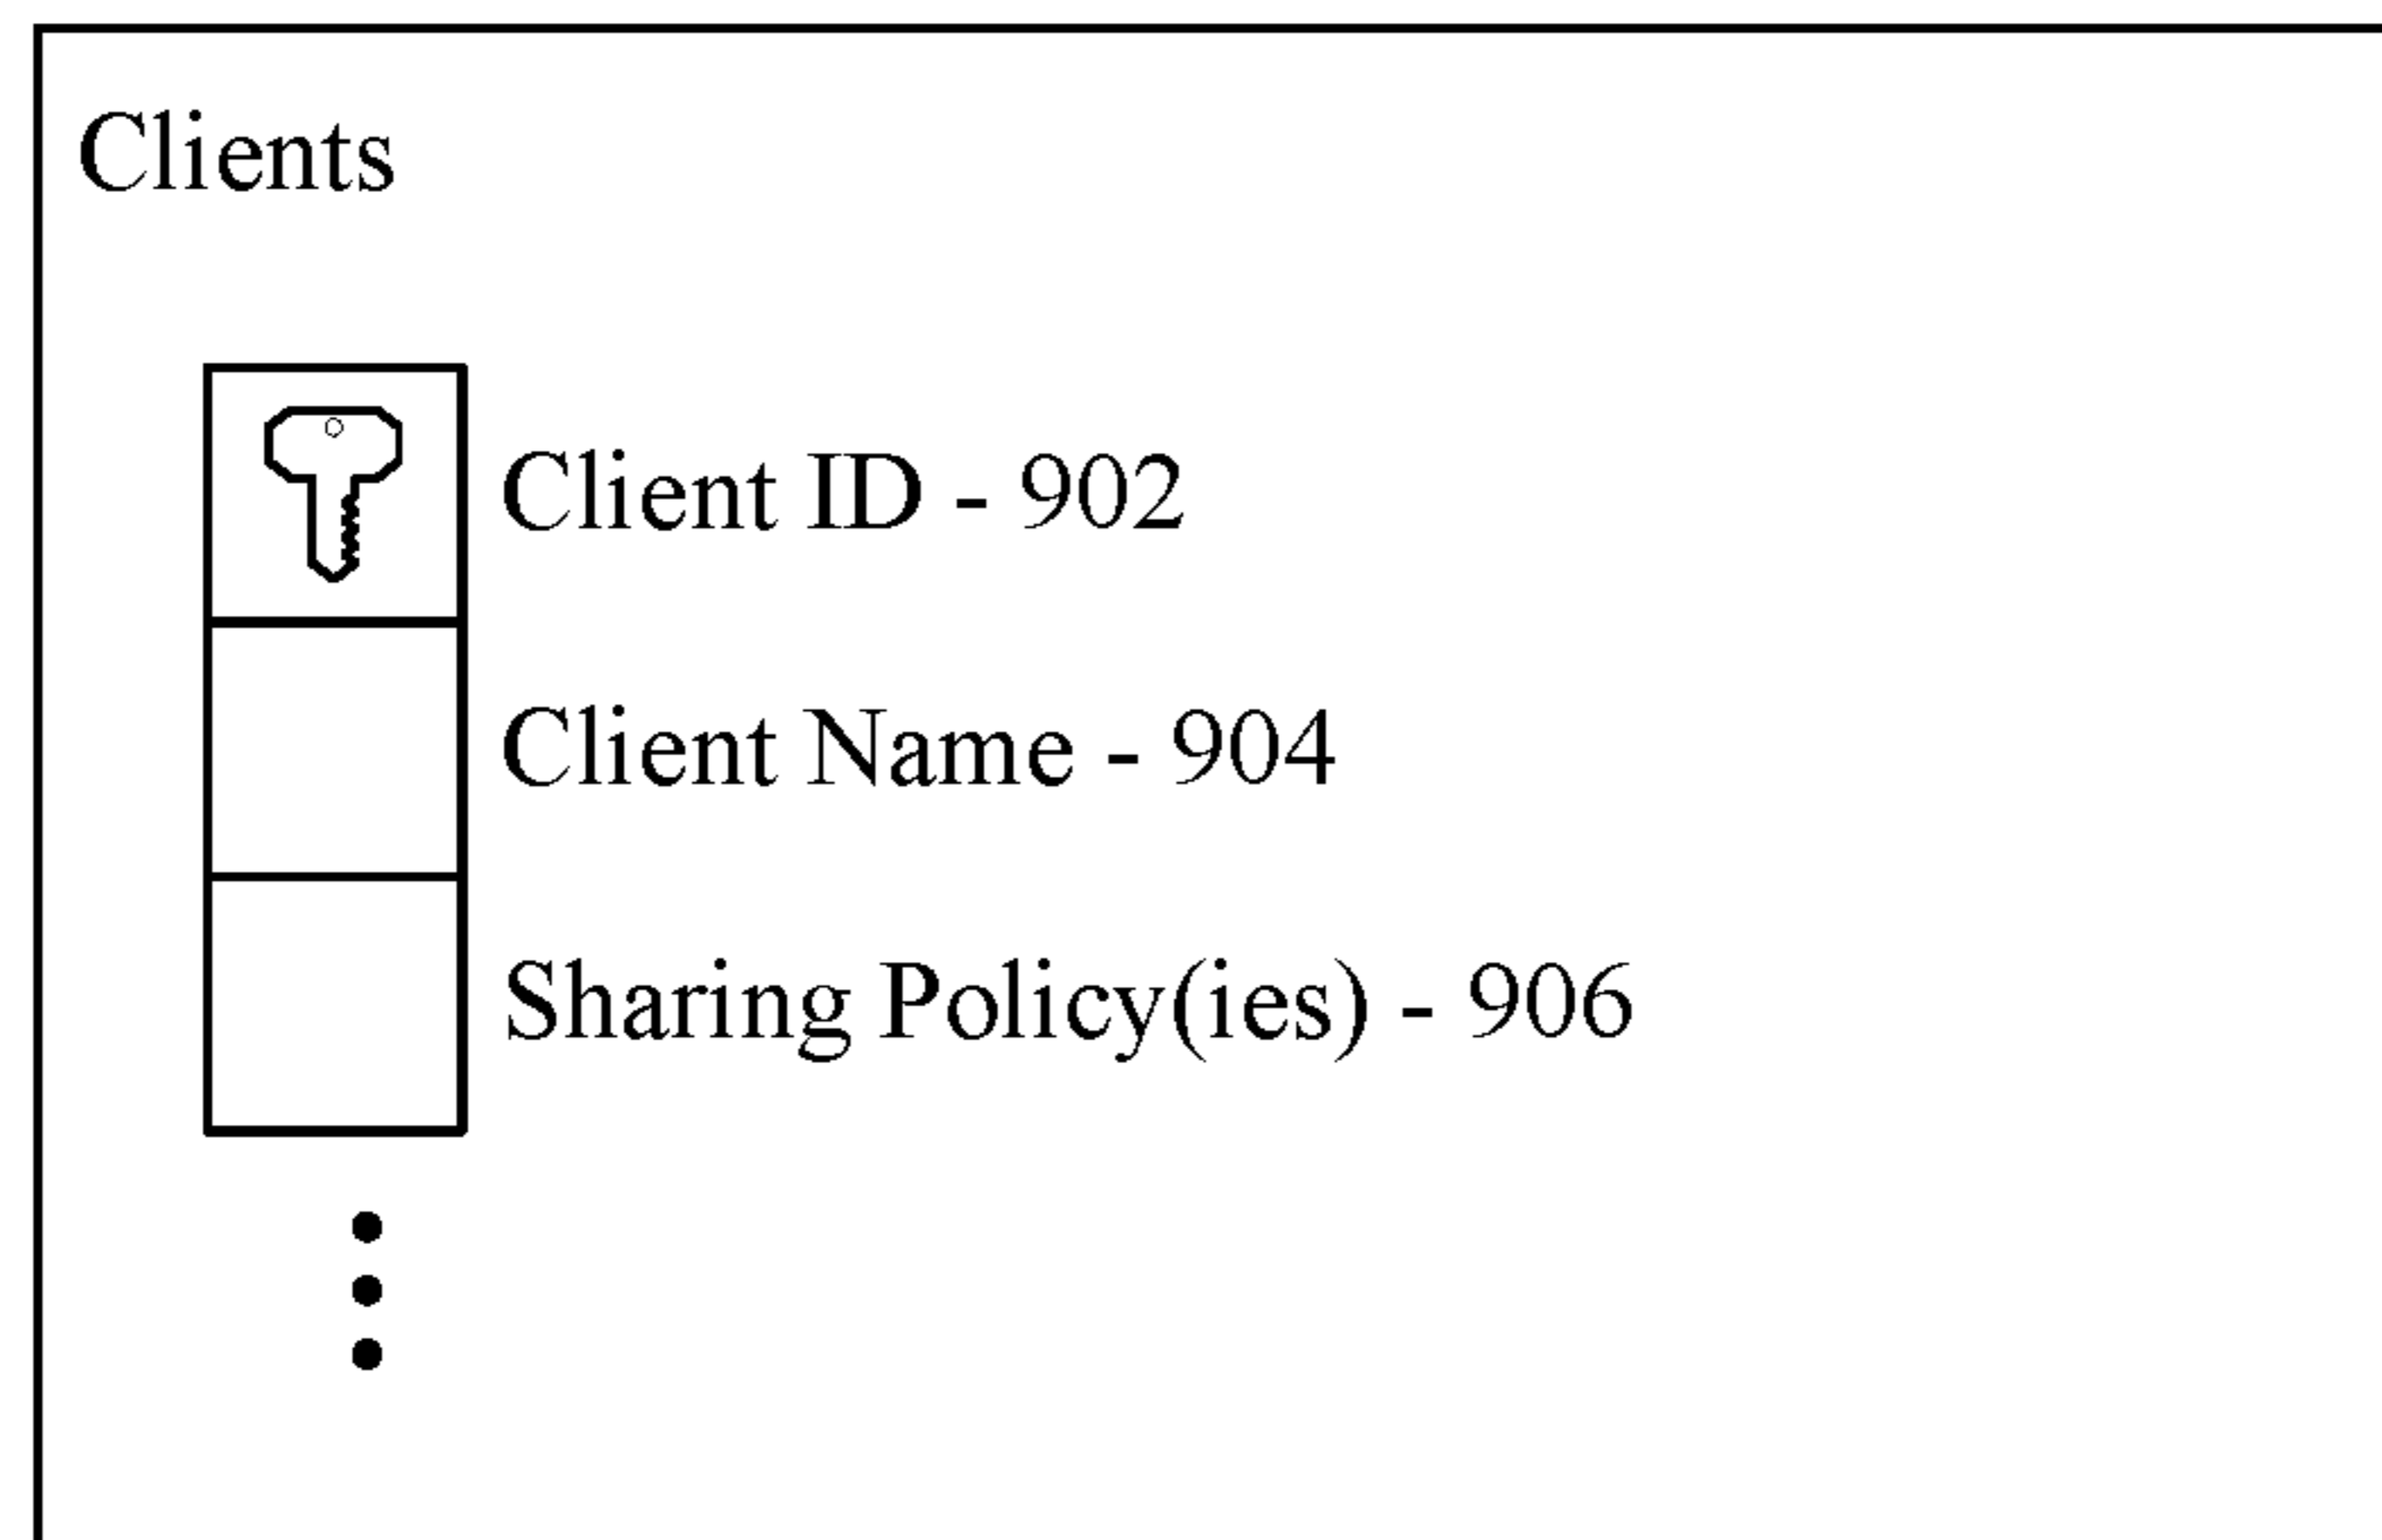 Clients
Client ID - 902
Client Name - 904
Sharing Policy(ies) - 906